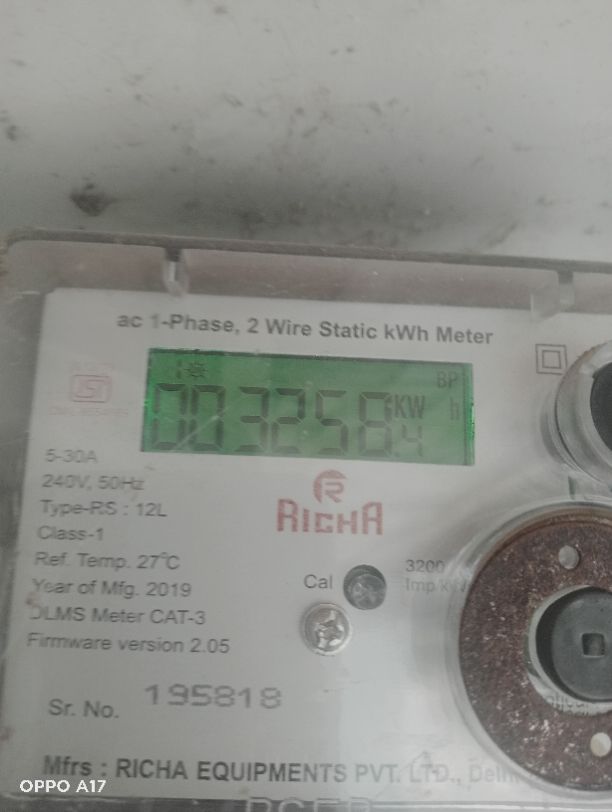 ac 1-Phase, 2 Wire Static kWh Meter
BP
003258.4 KW h
5-30A
240V, 50Hz
Type-RS : 12L
Class-1
Ref. Temp. 27°C
Year of Mfg. 2019
DLMS Meter CAT-3
Firmware version 2.05
RICHA
Cal
3200
Imp/k
Sr. No. 195818
Mfrs : RICHA EQUIPMENTS PVT. LTD., Delh
OPPO A17